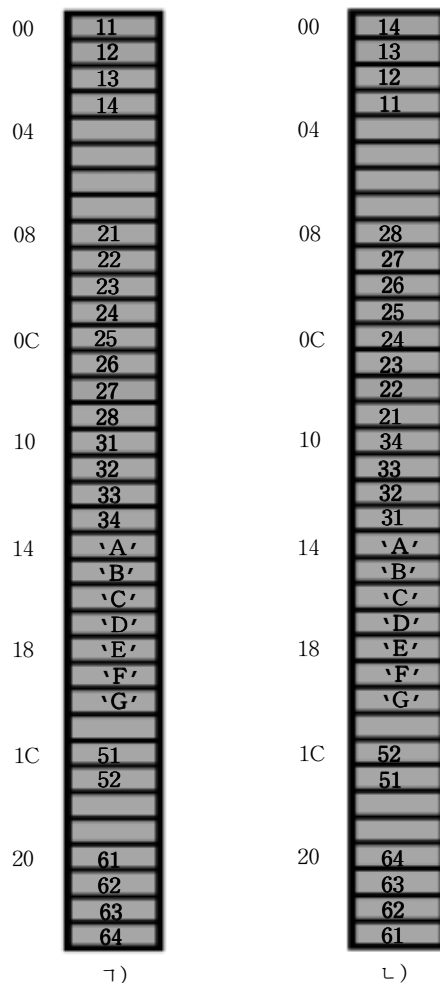 00 11 00 14
12 13
13 12
14 11
04 04
08 21 08 28
22 27
23 26
24 25
0C 25 0C 24
26 23
27 22
28 21
10 31 10 34
32 33
33 32
34 31
14 'A' 14 'A'
'B' 'B'
'C' 'C'
'D' 'D'
18 'E' 18 'E'
'F' 'F'
'G' 'G'
1C 51 1C 52
52 51
20 61 20 64
62 63
63 62
64 61
ㄱ) ㄴ)